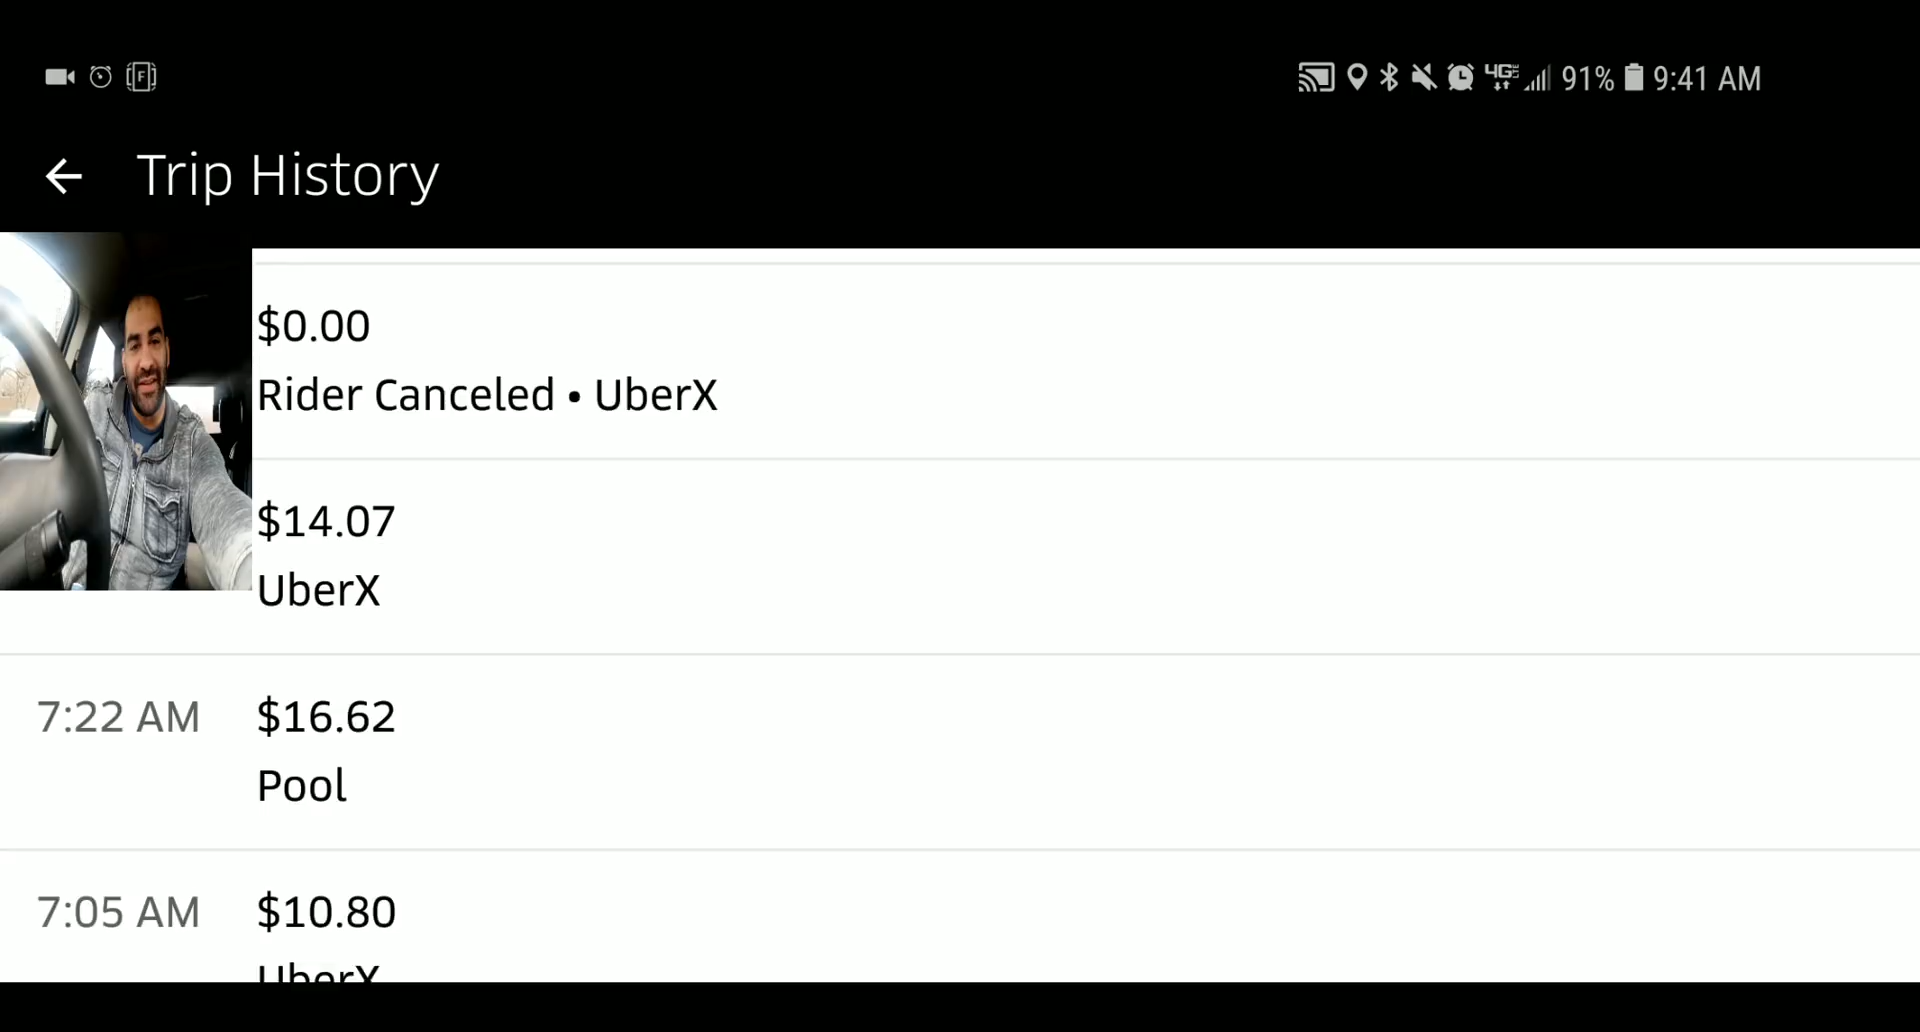 91% 9:41 AM
Trip History
$0.00
Rider Canceled • UberX
$14.07
UberX
7:22 AM $16.62
Pool
7:05 AM $10.80
UberX